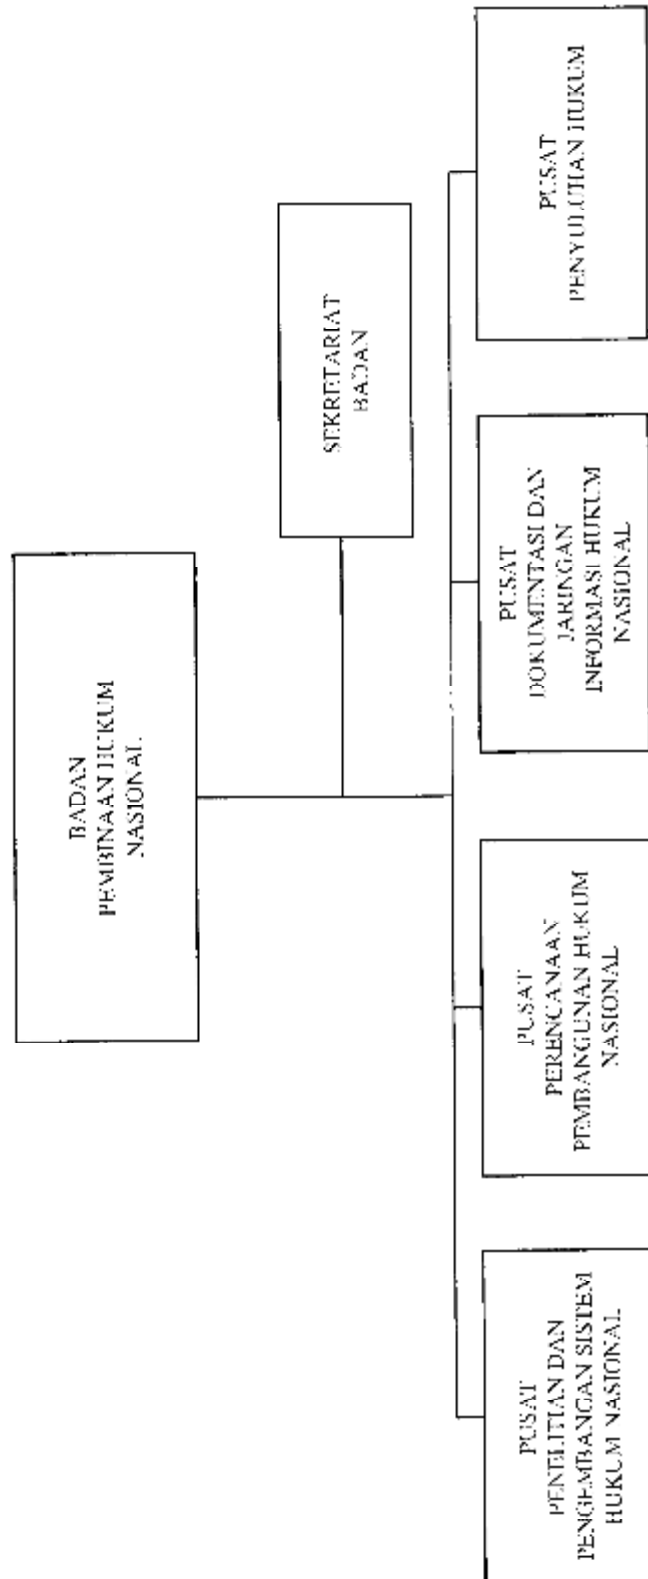 BADAN
PEMBINAAN HUKUM
NASIONAL
SEKRETARIAT
BADAN
PUSAT
PENELITIAN DAN
PENGEMBANGAN SISTEM
HUKUM NASIONAL
PUSAT
PERENCANAAN
PEMBANGUNAN HUKUM
NASIONAL
PUSAT
DOKUMENTASI DAN
JARINGAN
INFORMASI HUKUM
NASIONAL
PUSAT
PENYULUHAN HUKUM